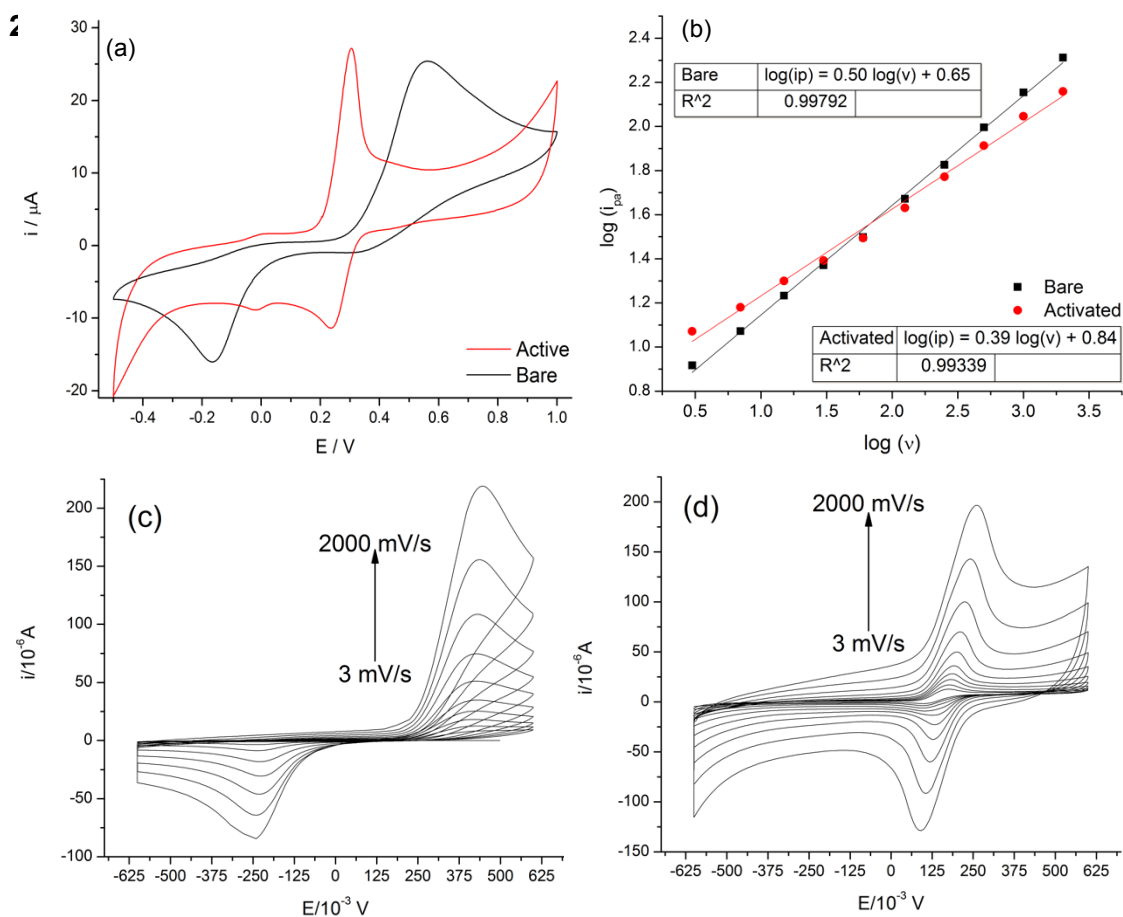 2
(a)
30
20
10
0
-10
-20
i / µA
-0.4 -0.2 0.0 0.2 0.4 0.6 0.8 1.0
E / V
Active
Bare
(b)
2.4
2.2
2.0
1.8
1.6
1.4
1.2
1.0
0.8
log (ipa)
Bare log(ip) = 0.50 log(v) + 0.65
R^2 0.99792
Bare
Activated
Activated log(ip) = 0.39 log(v) + 0.84
R^2 0.99339
0.5 1.0 1.5 2.0 2.5 3.0 3.5
log (ν)
(c)
200
150
100
50
0
-50
-100
i/10-6A
2000 mV/s
3 mV/s
-625 -500 -375 -250 -125 0 125 250 375 500 625
E/10-3 V
(d)
200
150
100
50
0
-50
-100
-150
i/10-6A
2000 mV/s
3 mV/s
-625 -500 -375 -250 -125 0 125 250 375 500 625
E/10-3 V